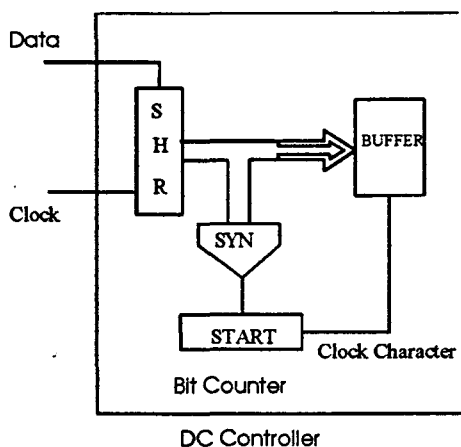 Data
S
H
R
BUFFER
Clock
SYN
START
Clock Character
Bit Counter
DC Controller